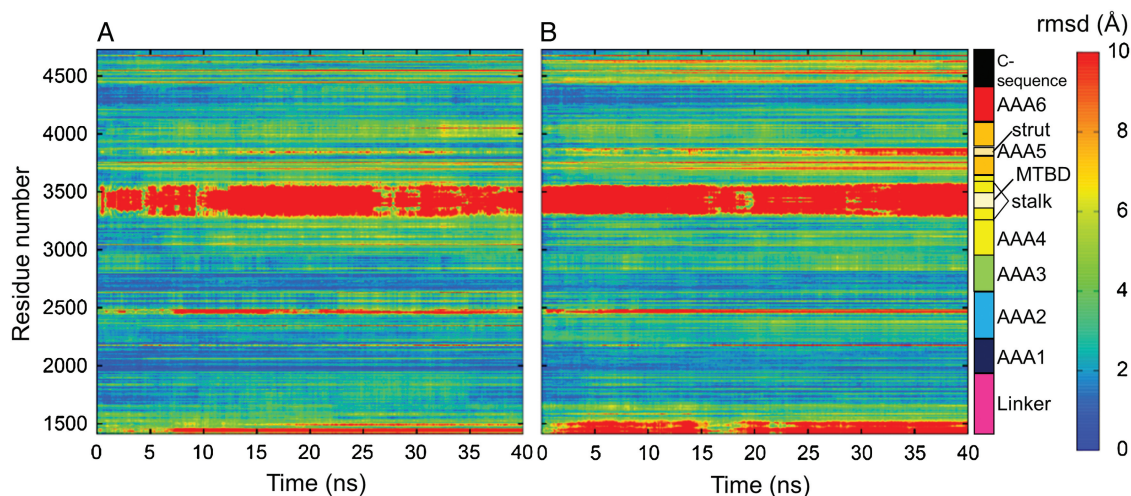 A
B
rmsd (Å)
Residue number
4500
4000
3500
3000
2500
2000
1500
0
5
10
15
20
25
30
35
40
Time (ns)
0
5
10
15
20
25
30
35
40
Time (ns)
C-
sequence
AAA6
strut
AAA5
MTBD
stalk
AAA4
AAA3
AAA2
AAA1
Linker
10
8
6
4
2
0